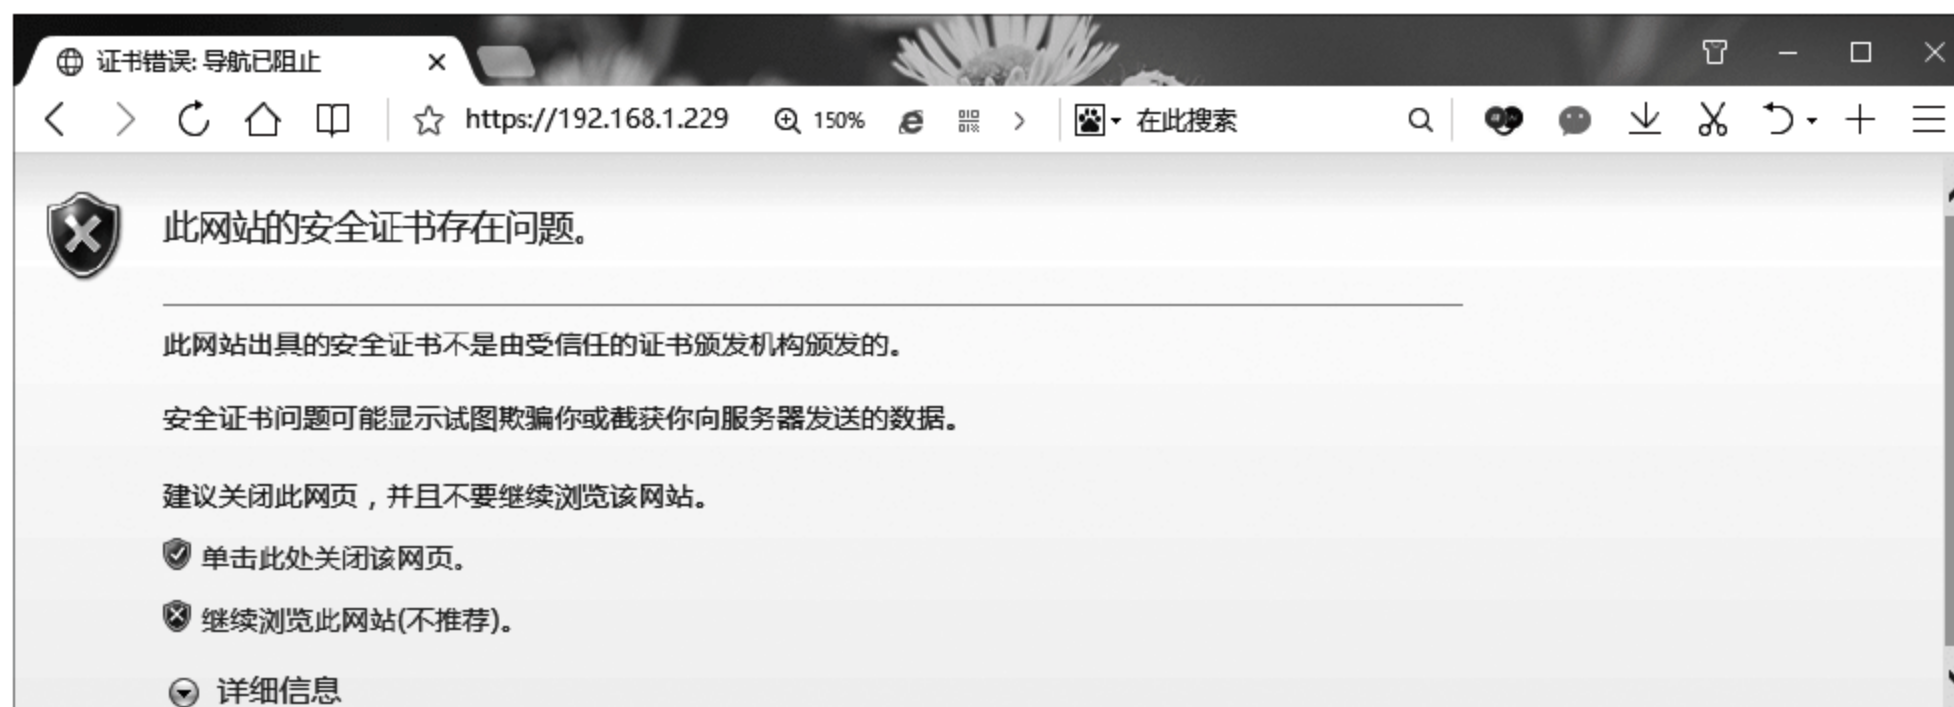 证书错误: 导航已阻止
https://192.168.1.229
150%
在此搜索
此网站的安全证书存在问题。
此网站出具的安全证书不是由受信任的证书颁发机构颁发的。
安全证书问题可能显示试图欺骗你或截获你向服务器发送的数据。
建议关闭此网页，并且不要继续浏览该网站。
单击此处关闭该网页。
继续浏览此网站(不推荐)。
详细信息